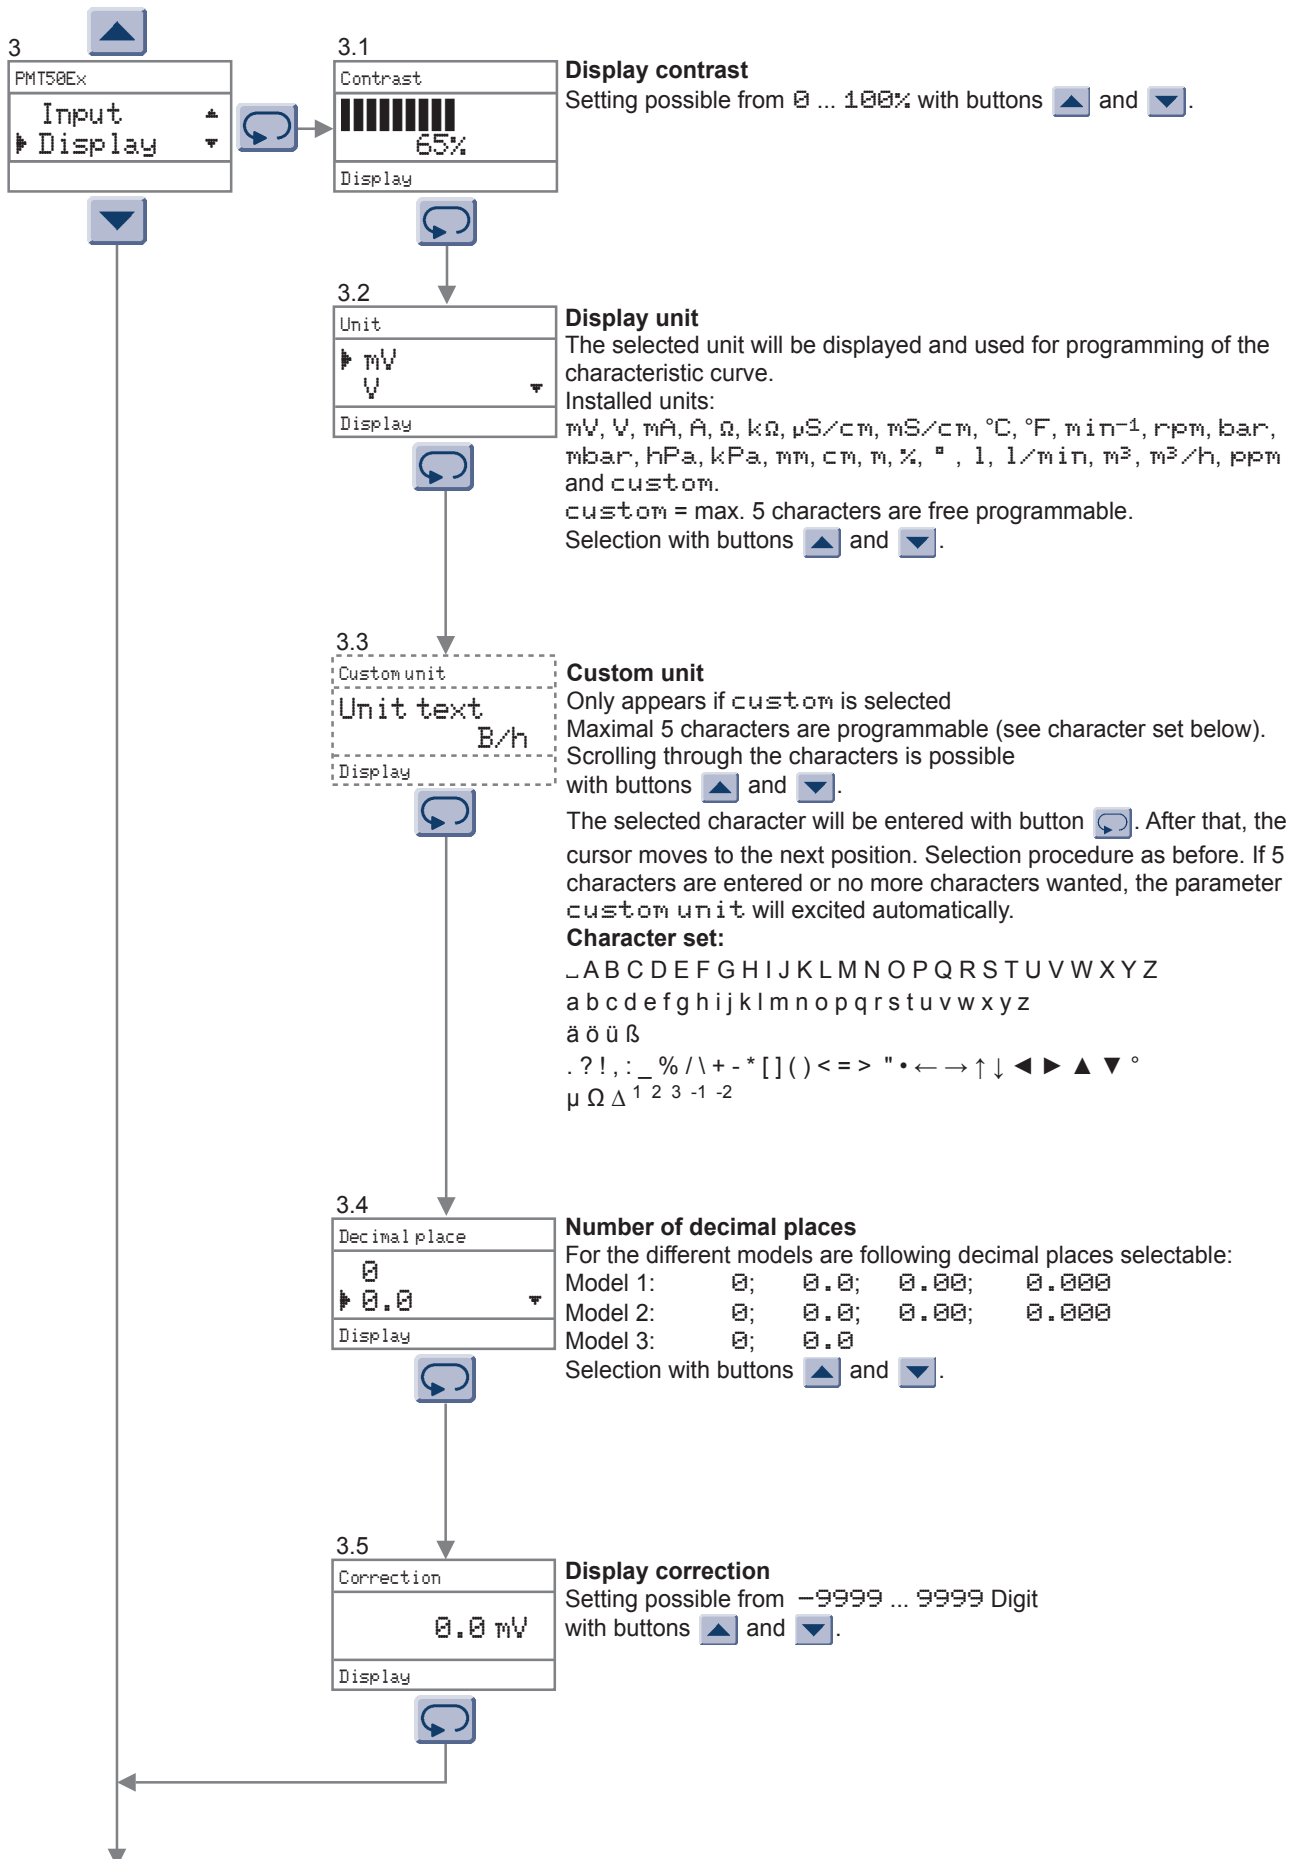 3
PMT50Ex
Input
Display
3.1
Contrast
65%
Display
Display contrast
Setting possible from 0 ... 100% with buttons ▲ and ▼.
3.2
Unit
mV
V
Display
Display unit
The selected unit will be displayed and used for programming of the
characteristic curve.
Installed units:
mV, V, mA, A, Ω, kΩ, µS/cm, mS/cm, °C, °F, min⁻¹, rpm, bar,
mbar, hPa, kPa, mm, cm, m, %, °, l, l/min, m³, m³/h, ppm
and custom.
custom = max. 5 characters are free programmable.
Selection with buttons ▲ and ▼.
3.3
Custom unit
Unit text
B/h
Display
Custom unit
Only appears if custom is selected
Maximal 5 characters are programmable (see character set below).
Scrolling through the characters is possible
with buttons ▲ and ▼.
The selected character will be entered with button . After that, the
cursor moves to the next position. Selection procedure as before. If 5
characters are entered or no more characters wanted, the parameter
custom unit will excited automatically.
Character set:
⎵ A B C D E F G H I J K L M N O P Q R S T U V W X Y Z
a b c d e f g h i j k l m n o p q r s t u v w x y z
ä ö ü ß
. ? ! , : _ % / \ + - * [ ] ( ) < = > " • ← → ↑ ↓ ◄ ► ▲ ▼ °
µ Ω Δ ¹ ² ³ ⁻¹ ⁻²
3.4
Decimal place
0
0.0
Display
Number of decimal places
For the different models are following decimal places selectable:
Model 1: 0; 0.0; 0.00; 0.000
Model 2: 0; 0.0; 0.00; 0.000
Model 3: 0; 0.0
Selection with buttons ▲ and ▼.
3.5
Correction
0.0 mV
Display
Display correction
Setting possible from -9999 ... 9999 Digit
with buttons ▲ and ▼.